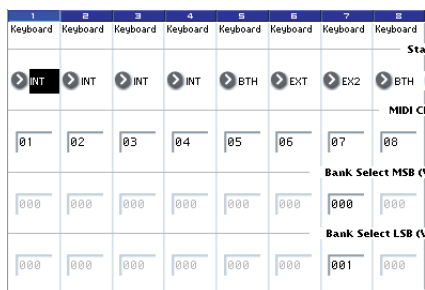 1 2 3 4 5 6 7 8
Keyboard Keyboard Keyboard Keyboard Keyboard Keyboard Keyboard Keyboard
Sta
INT INT INT INT BTH EXT EX2 BTH
MIDI C
01 02 03 04 05 06 07 08
Bank Select MSB (
000 000 000 000 000 000 000 000
Bank Select LSB (
000 000 000 000 000 000 001 000